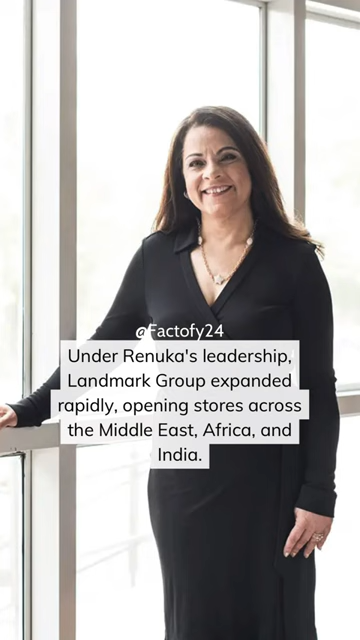 @Factofy24
Under Renuka's leadership,
Landmark Group expanded
rapidly, opening stores across
the Middle East, Africa, and
India.